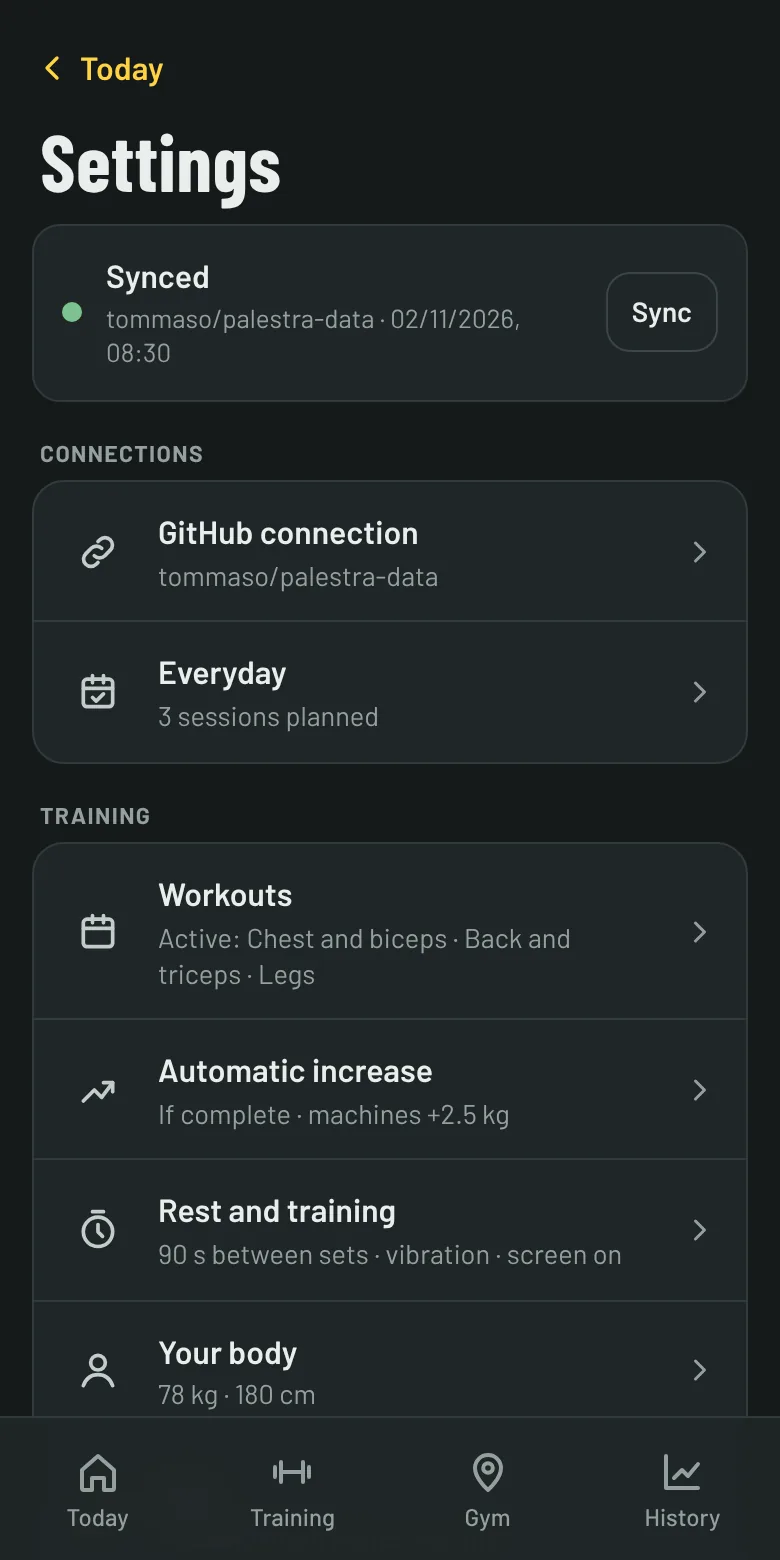 Today
Settings
Synced
tommaso/palestra-data · 02/11/2026,
08:30
Sync
CONNECTIONS
GitHub connection
tommaso/palestra-data
Everyday
3 sessions planned
TRAINING
Workouts
Active: Chest and biceps · Back and
triceps · Legs
Automatic increase
If complete · machines +2.5 kg
Rest and training
90 s between sets · vibration · screen on
Your body
78 kg · 180 cm
Today
Training
Gym
History